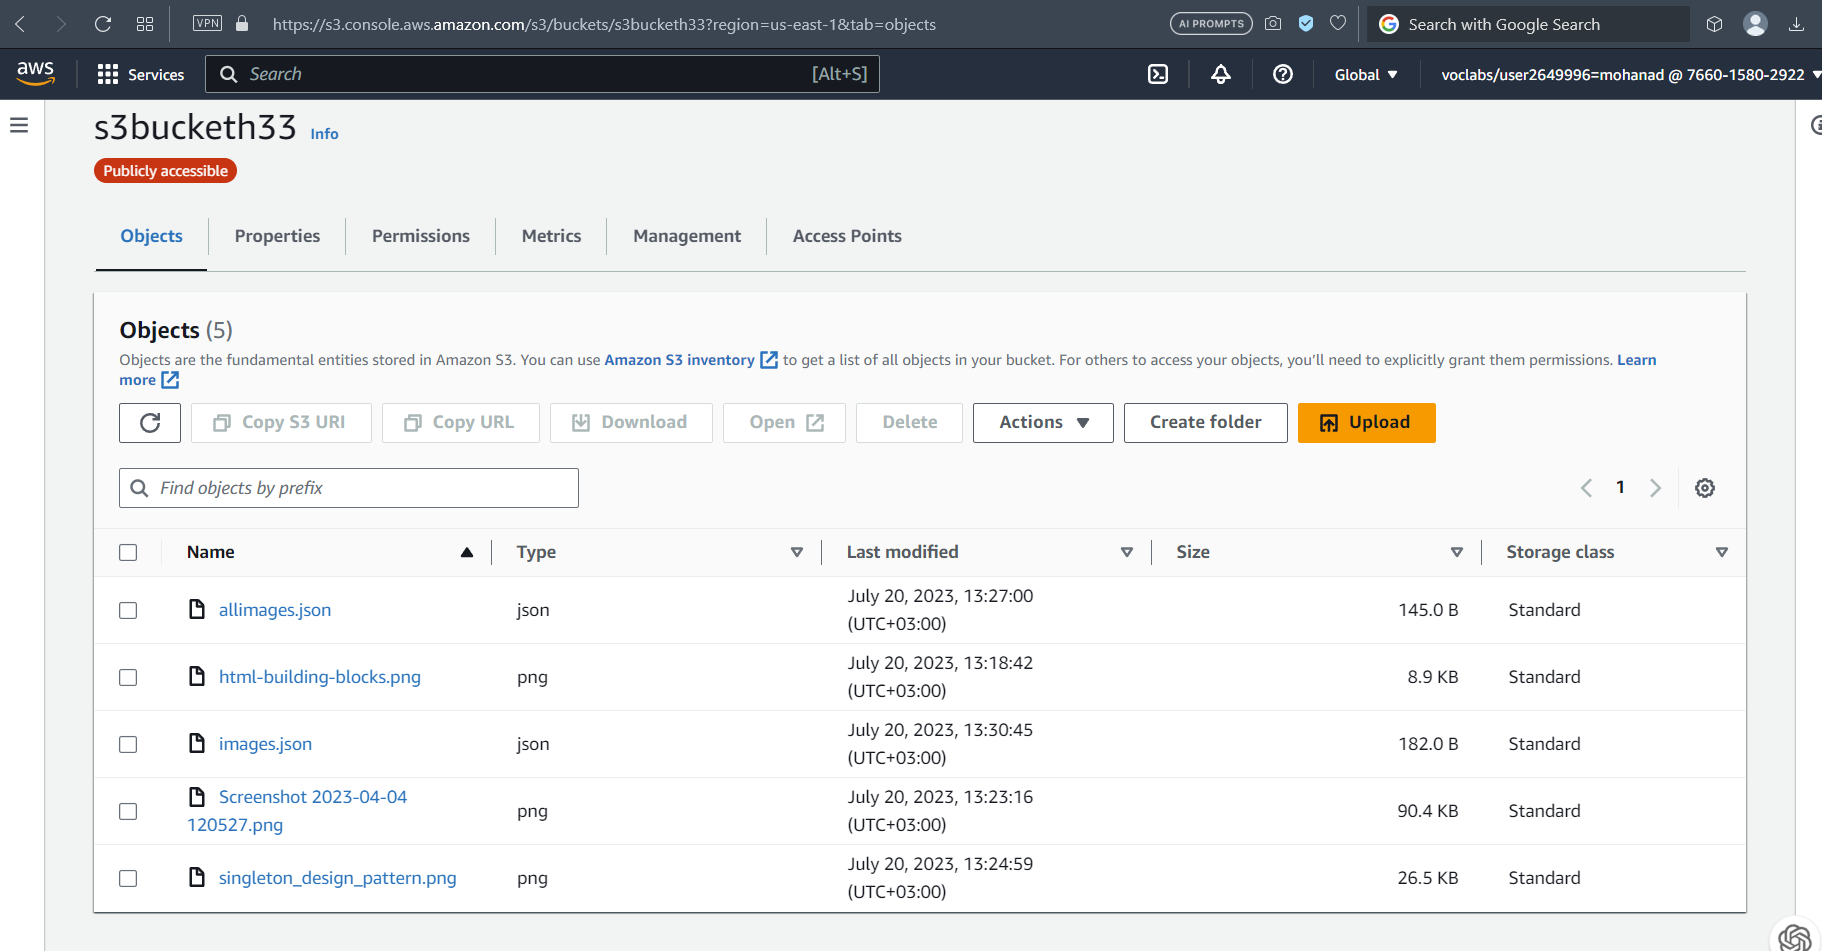 VPN
https://s3.console.aws.amazon.com/s3/buckets/s3bucketh33?region=us-east-1&tab=objects
AI PROMPTS
Search with Google Search
aws
Services
Search
[Alt+S]
Global
voclabs/user2649996=mohanad @ 7660-1580-2922
s3bucketh33 Info
Publicly accessible
Objects
Properties
Permissions
Metrics
Management
Access Points
Objects (5)
Objects are the fundamental entities stored in Amazon S3. You can use Amazon S3 inventory to get a list of all objects in your bucket. For others to access your objects, you'll need to explicitly grant them permissions. Learn
more
Copy S3 URI
Copy URL
Download
Open
Delete
Actions
Create folder
Upload
Find objects by prefix
1
Name
Type
Last modified
Size
Storage class
allimages.json
json
July 20, 2023, 13:27:00
(UTC+03:00)
145.0 B
Standard
html-building-blocks.png
png
July 20, 2023, 13:18:42
(UTC+03:00)
8.9 KB
Standard
images.json
json
July 20, 2023, 13:30:45
(UTC+03:00)
182.0 B
Standard
Screenshot 2023-04-04
120527.png
png
July 20, 2023, 13:23:16
(UTC+03:00)
90.4 KB
Standard
singleton_design_pattern.png
png
July 20, 2023, 13:24:59
(UTC+03:00)
26.5 KB
Standard